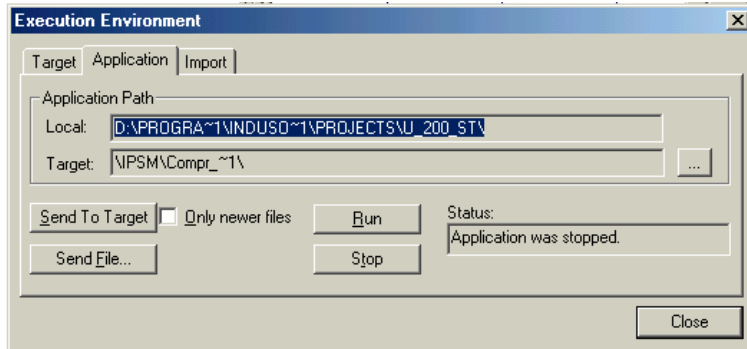 Execution Environment
Target Application Import
Application Path
Local: D:\PROGRA~1\INDUSO~1\PROJECTS\U_200_ST\
Target: \IPSM\Compr_~1\ ...
Send To Target Only newer files Run Status:
Application was stopped.
Send File... Stop
Close